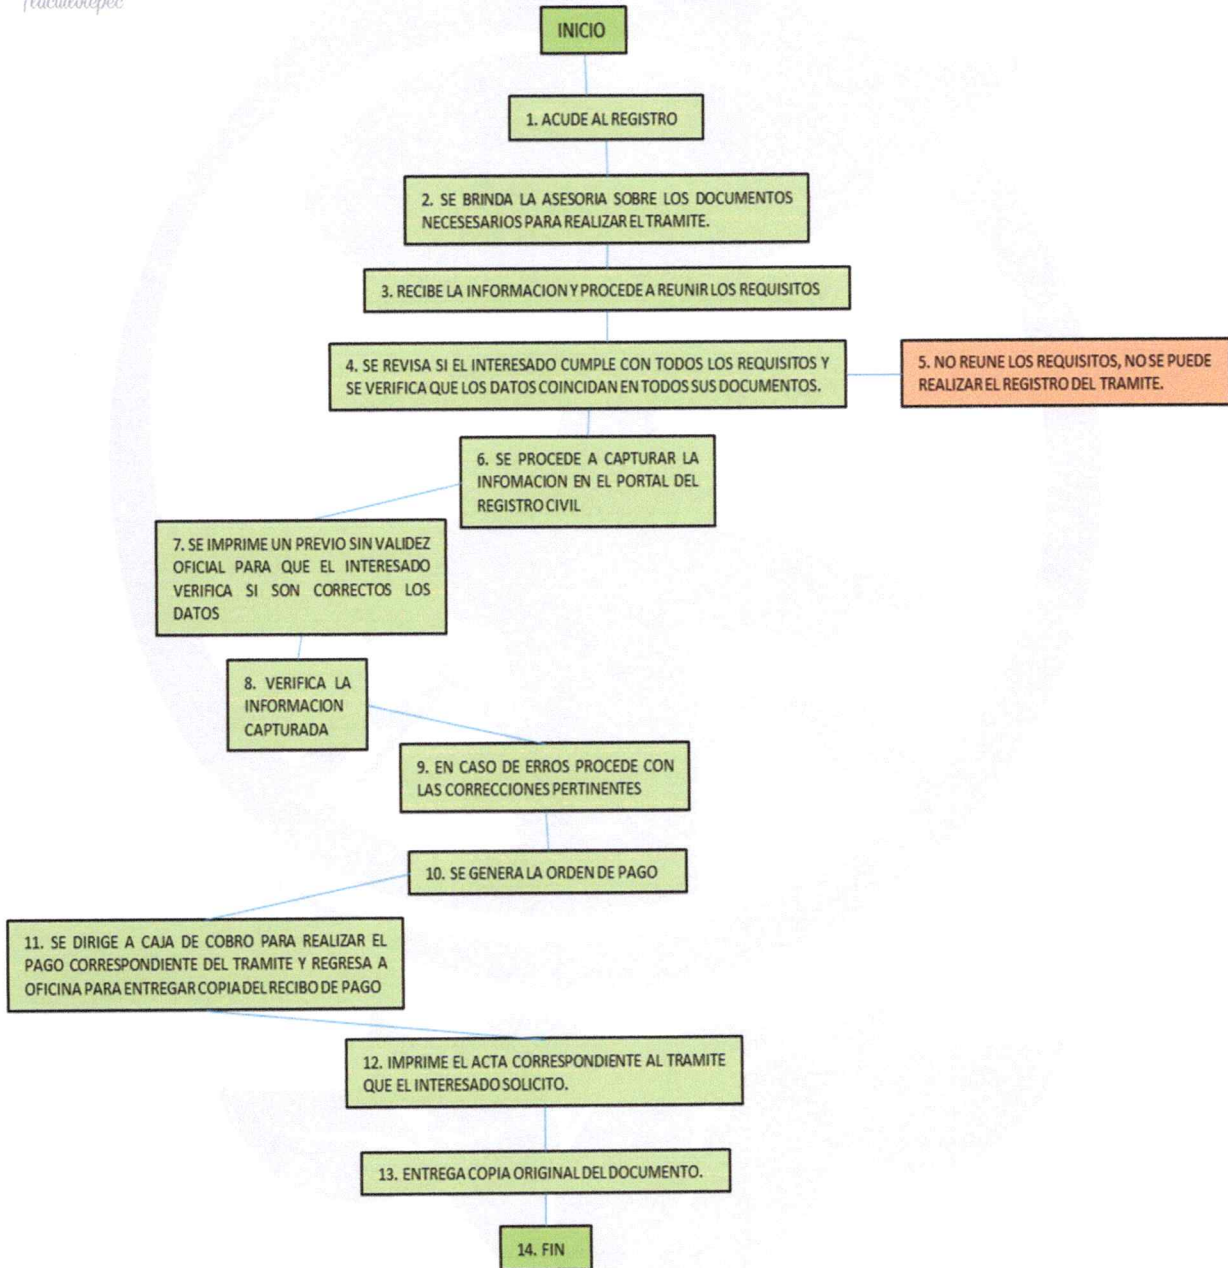 Tlacuilotepec
INICIO
1. ACUDE AL REGISTRO
2. SE BRINDA LA ASESORIA SOBRE LOS DOCUMENTOS
NECESESARIOS PARA REALIZAR EL TRAMITE.
3. RECIBE LA INFORMACION Y PROCEDE A REUNIR LOS REQUISITOS
4. SE REVISA SI EL INTERESADO CUMPLE CON TODOS LOS REQUISITOS Y
SE VERIFICA QUE LOS DATOS COINCIDAN EN TODOS SUS DOCUMENTOS.
5. NO REUNE LOS REQUISITOS, NO SE PUEDE
REALIZAR EL REGISTRO DEL TRAMITE.
6. SE PROCEDE A CAPTURAR LA
INFOMACION EN EL PORTAL DEL
REGISTRO CIVIL
7. SE IMPRIME UN PREVIO SIN VALIDEZ
OFICIAL PARA QUE EL INTERESADO
VERIFICA SI SON CORRECTOS LOS
DATOS
8. VERIFICA LA
INFORMACION
CAPTURADA
9. EN CASO DE ERROS PROCEDE CON
LAS CORRECCIONES PERTINENTES
10. SE GENERA LA ORDEN DE PAGO
11. SE DIRIGE A CAJA DE COBRO PARA REALIZAR EL
PAGO CORRESPONDIENTE DEL TRAMITE Y REGRESA A
OFICINA PARA ENTREGAR COPIA DEL RECIBO DE PAGO
12. IMPRIME EL ACTA CORRESPONDIENTE AL TRAMITE
QUE EL INTERESADO SOLICITO.
13. ENTREGA COPIA ORIGINAL DEL DOCUMENTO.
14. FIN